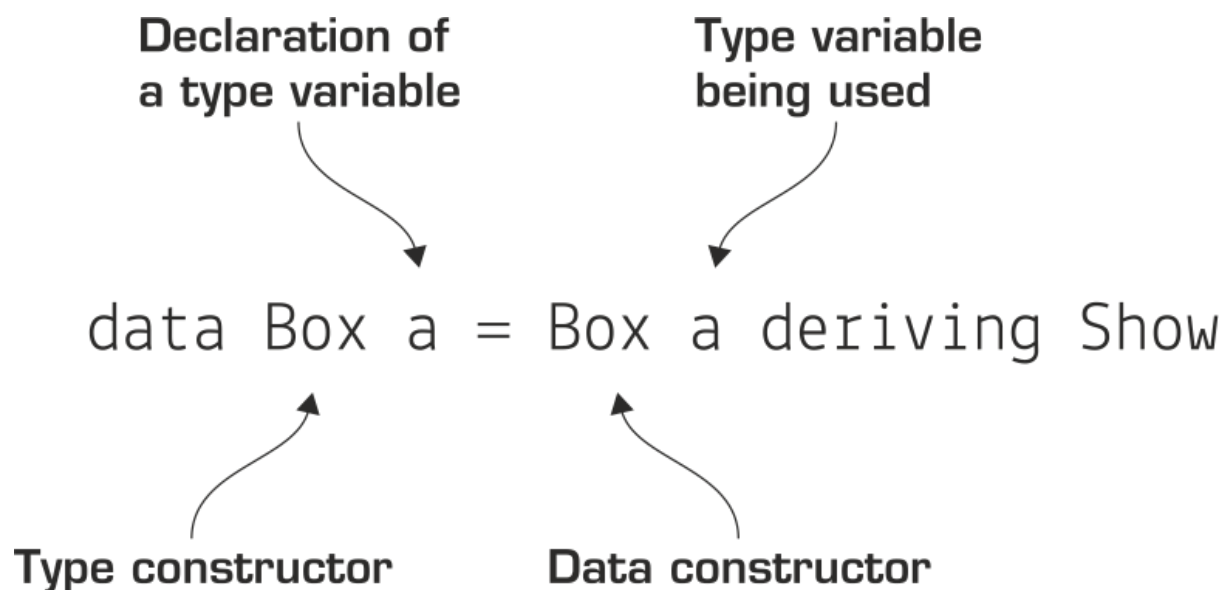 Declaration of
a type variable
Type variable
being used
data Box a = Box a deriving Show
Type constructor
Data constructor